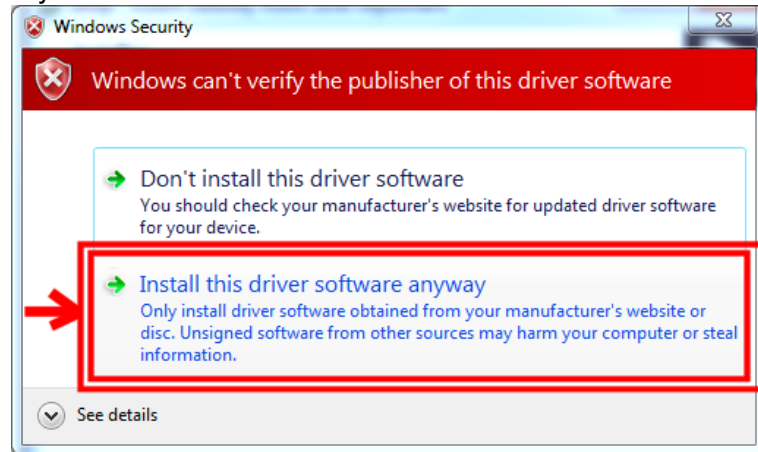 Windows Security
Windows can't verify the publisher of this driver software
Don't install this driver software
You should check your manufacturer's website for updated driver software
for your device.
Install this driver software anyway
Only install driver software obtained from your manufacturer's website or
disc. Unsigned software from other sources may harm your computer or steal
information.
See details